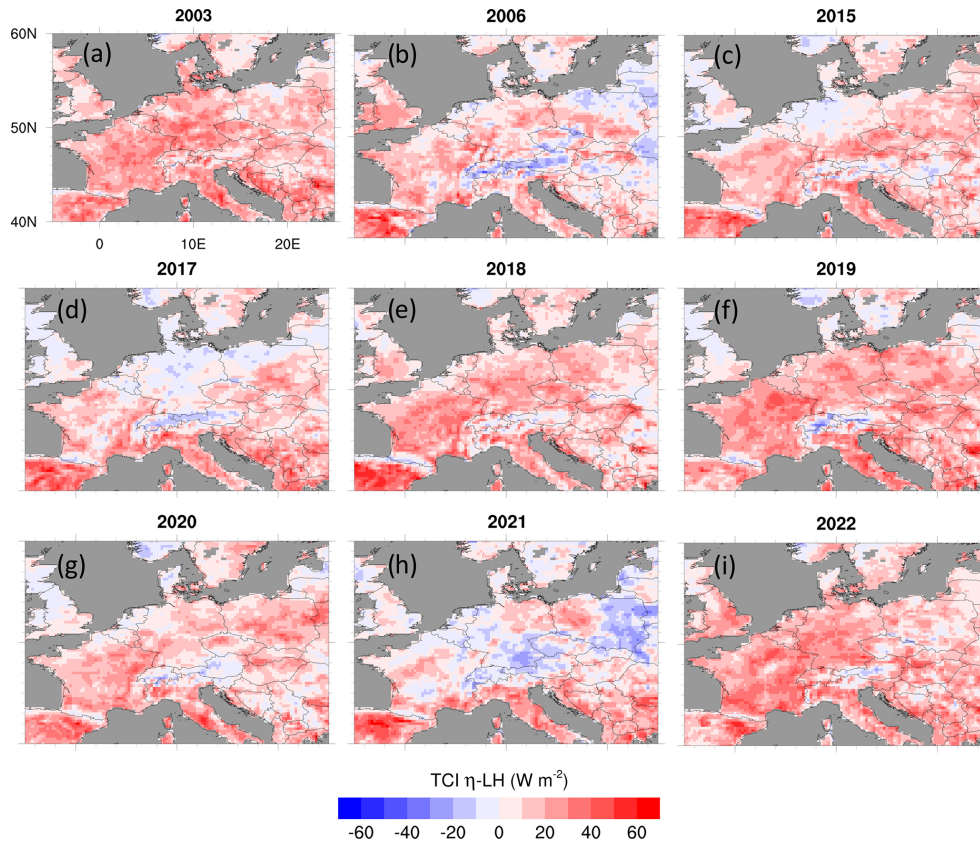 2003 2006 2015
60N (a) (b) (c)
50N
40N
0 10E 20E
2017 2018 2019
(d) (e) (f)
2020 2021 2022
(g) (h) (i)
TCI η-LH (W m⁻²)
-60 -40 -20 0 20 40 60